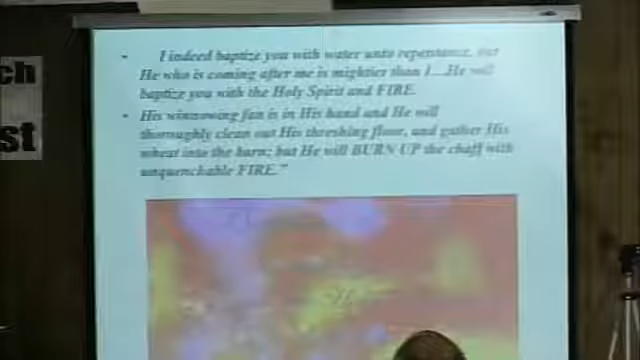 ch
st
• I indeed baptize you with water unto repentance, but
He who is coming after me is mightier than I...He will
baptize you with the Holy Spirit and FIRE.
• His winnowing fan is in His hand and He will
thoroughly clean out His threshing floor, and gather His
wheat into the barn; but He will BURN UP the chaff with
unquenchable FIRE."